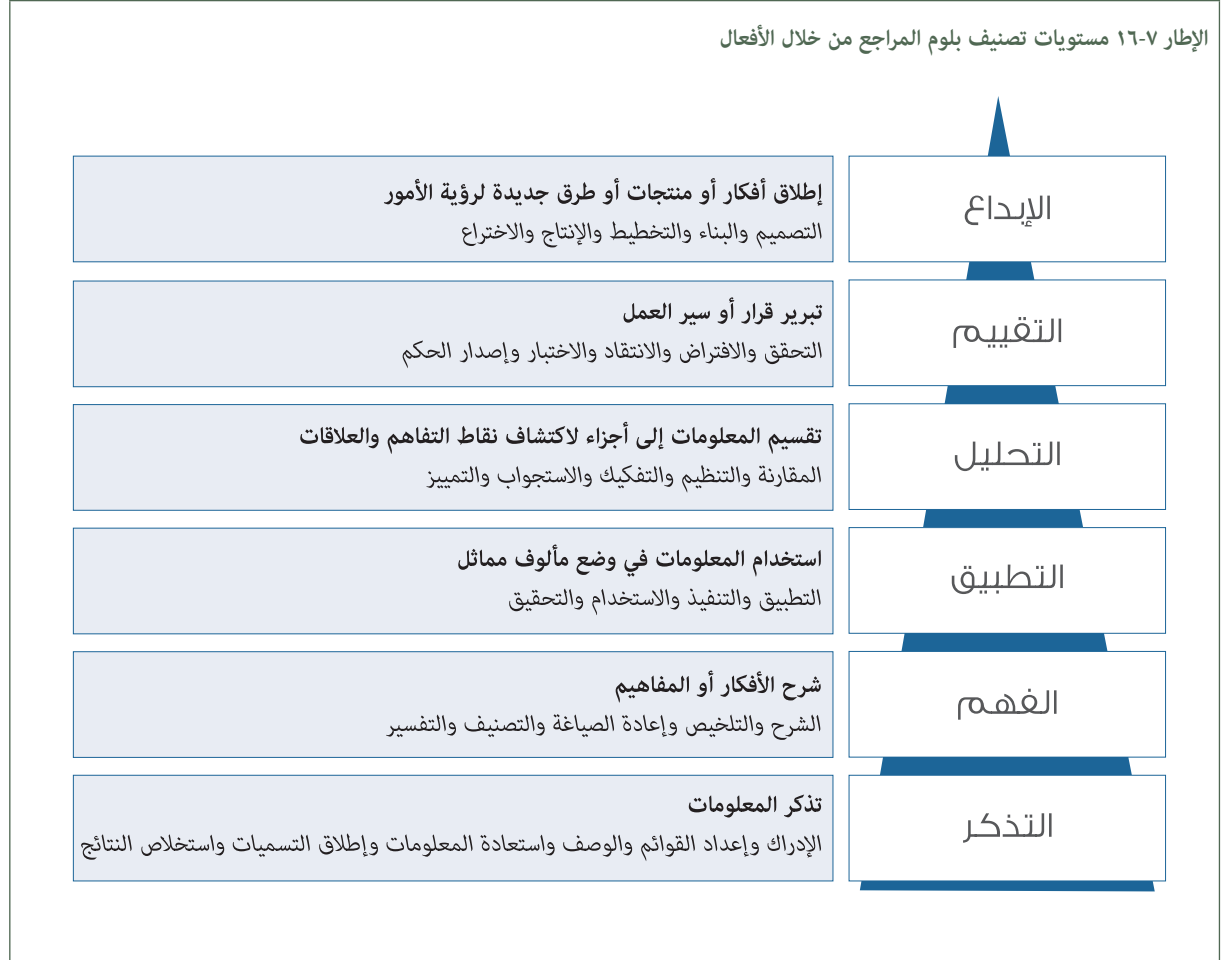 الإطار ٧-١٦ مستويات تصنيف بلوم المراجع من خلال الأفعال
الإبداع
إطلاق أفكار أو منتجات أو طرق جديدة لرؤية الأمور
التصميم والبناء والتخطيط والإنتاج والاختراع
التقييم
تبرير قرار أو سير العمل
التحقق والافتراض والانتقاد والاختبار وإصدار الحكم
التحليل
تقسيم المعلومات إلى أجزاء لاكتشاف نقاط التفاهم والعلاقات
المقارنة والتنظيم والتفكيك والاستجواب والتمييز
التطبيق
استخدام المعلومات في وضع مألوف مماثل
التطبيق والتنفيذ والاستخدام والتحقيق
الفهم
شرح الأفكار أو المفاهيم
الشرح والتلخيص وإعادة الصياغة والتصنيف والتفسير
التذكر
تذكر المعلومات
الإدراك وإعداد القوائم والوصف واستعادة المعلومات وإطلاق التسميات واستخلاص النتائج